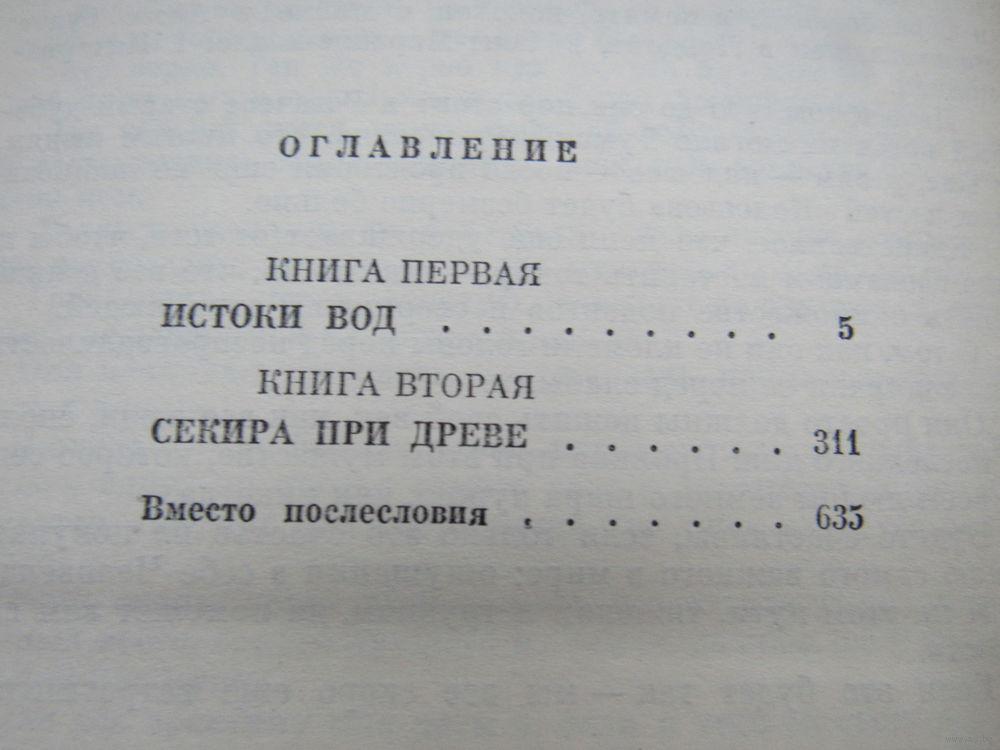 ОГЛАВЛЕНИЕ
КНИГА ПЕРВАЯ
ИСТОКИ ВОД . . . . . . . . . 5
КНИГА ВТОРАЯ
СЕКИРА ПРИ ДРЕВЕ . . . . . . 311
Вместо послесловия . . . . . . . 635